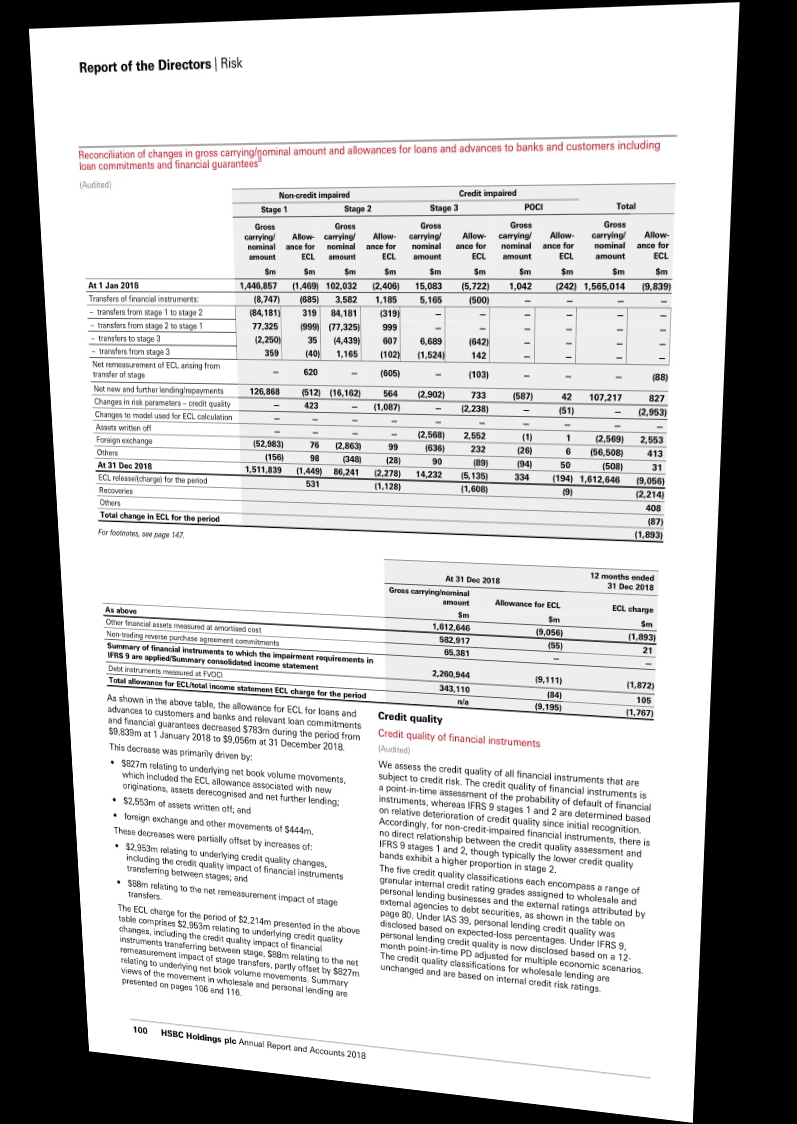 Report of the Directors | Risk
Reconciliation of changes in gross carrying/nominal amount and allowances for loans and advances to banks and customers including
loan commitments and financial guarantees
(Audited)
Non-credit impaired Credit impaired
Stage 1 Stage 2 Stage 3 POCI Total
Gross carrying/ nominal amount Allow- ance for ECL Gross carrying/ nominal amount Allow- ance for ECL Gross carrying/ nominal amount Allow- ance for ECL Gross carrying/ nominal amount Allow- ance for ECL Gross carrying/ nominal amount Allow- ance for ECL
$m $m $m $m $m $m $m $m $m $m
At 1 Jan 2018 1,446,857 (1,469) 102,032 (2,406) 15,083 (5,722) 1,042 (242) 1,565,014 (9,839)
Transfers of financial instruments: (8,747) (685) 3,582 1,185 5,165 (500) – – – –
– transfers from stage 1 to stage 2 (84,181) 319 84,181 (319) – – – – – –
– transfers from stage 2 to stage 1 77,325 (999) (77,325) 999 – – – – – –
– transfers to stage 3 (2,250) 35 (4,439) 607 6,689 (642) – – – –
– transfers from stage 3 359 (40) 1,165 (102) (1,524) 142 – – – –
Net remeasurement of ECL arising from
transfer of stage – 620 – (605) – (103) – – – (88)
Net new and further lending/repayments 126,868 (512) (16,162) 564 (2,902) 733 (587) 42 107,217 827
Changes in risk parameters – credit quality – 423 – (1,087) – (2,238) – (51) – (2,953)
Changes to model used for ECL calculation – – – – – – – – – –
Assets written off – – – – (2,568) 2,552 (1) 1 (2,569) 2,553
Foreign exchange (52,983) 76 (2,863) 99 (636) 232 (26) 6 (56,508) 413
Others (156) 98 (348) (28) 90 (89) (94) 50 (508) 31
At 31 Dec 2018 1,511,839 (1,449) 86,241 (2,278) 14,232 (5,135) 334 (194) 1,612,646 (9,056)
ECL release/(charge) for the period 531 (1,128) (1,608) (9) (2,214)
Recoveries 408
Others (87)
Total change in ECL for the period (1,893)
For footnotes, see page 147.
At 31 Dec 2018 12 months ended 31 Dec 2018
Gross carrying/nominal amount Allowance for ECL ECL charge
$m $m $m
As above 1,612,646 (9,056) (1,893)
Other financial assets measured at amortised cost 582,917 (55) 21
Non-trading reverse purchase agreement commitments 65,381 – –
Summary of financial instruments to which the impairment requirements in
IFRS 9 are applied/Summary consolidated income statement 2,260,944 (9,111) (1,872)
Debt instruments measured at FVOCI 343,110 (84) 105
Total allowance for ECL/total income statement ECL charge for the period n/a (9,195) (1,767)
As shown in the above table, the allowance for ECL for loans and
advances to customers and banks and relevant loan commitments
and financial guarantees decreased $783m during the period from
$9,839m at 1 January 2018 to $9,056m at 31 December 2018.
This decrease was primarily driven by:
• $827m relating to underlying net book volume movements,
which included the ECL allowance associated with new
originations, assets derecognised and net further lending;
• $2,553m of assets written off; and
• foreign exchange and other movements of $444m.
These decreases were partially offset by increases of:
• $2,953m relating to underlying credit quality changes,
including the credit quality impact of financial instruments
transferring between stages; and
• $88m relating to the net remeasurement impact of stage
transfers.
The ECL charge for the period of $2,214m presented in the above
table comprises $2,953m relating to underlying credit quality
changes, including the credit quality impact of financial
instruments transferring between stage, $88m relating to the net
remeasurement impact of stage transfers, partly offset by $827m
relating to underlying net book volume movements. Summary
views of the movement in wholesale and personal lending are
presented on pages 106 and 116.
Credit quality
Credit quality of financial instruments
(Audited)
We assess the credit quality of all financial instruments that are
subject to credit risk. The credit quality of financial instruments is
a point-in-time assessment of the probability of default of financial
instruments, whereas IFRS 9 stages 1 and 2 are determined based
on relative deterioration of credit quality since initial recognition.
Accordingly, for non-credit-impaired financial instruments, there is
no direct relationship between the credit quality assessment and
IFRS 9 stages 1 and 2, though typically the lower credit quality
bands exhibit a higher proportion in stage 2.
The five credit quality classifications each encompass a range of
granular internal credit rating grades assigned to wholesale and
personal lending businesses and the external ratings attributed by
external agencies to debt securities, as shown in the table on
page 80. Under IAS 39, personal lending credit quality was
disclosed based on expected-loss percentages. Under IFRS 9,
personal lending credit quality is now disclosed based on a 12-
month point-in-time PD adjusted for multiple economic scenarios.
The credit quality classifications for wholesale lending are
unchanged and are based on internal credit risk ratings.
100 HSBC Holdings plc Annual Report and Accounts 2018